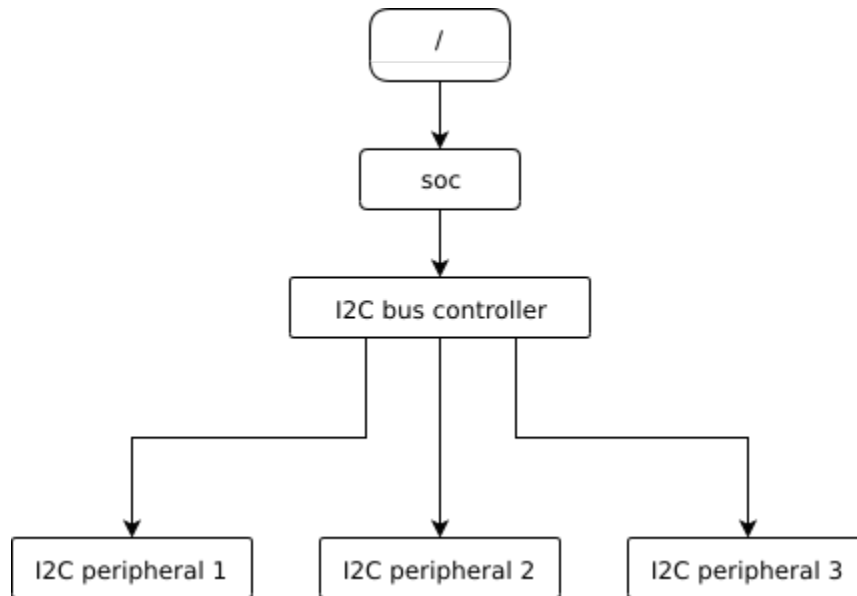 /
soc
I2C bus controller
I2C peripheral 1
I2C peripheral 2
I2C peripheral 3